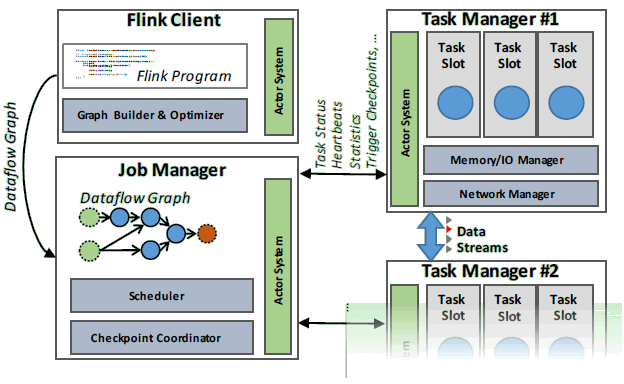 Flink Client
Flink Program
Graph Builder & Optimizer
Actor System
Dataflow Graph
Job Manager
Dataflow Graph
Scheduler
Checkpoint Coordinator
Actor System
Task Status
Heartbeats
Statistics
Trigger Checkpoints, ...
Task Manager #1
Actor System
Task
Slot
Task
Slot
Task
Slot
Memory/IO Manager
Network Manager
Data
Streams
Task Manager #2
Task
Slot
Task
Slot
Task
Slot
...